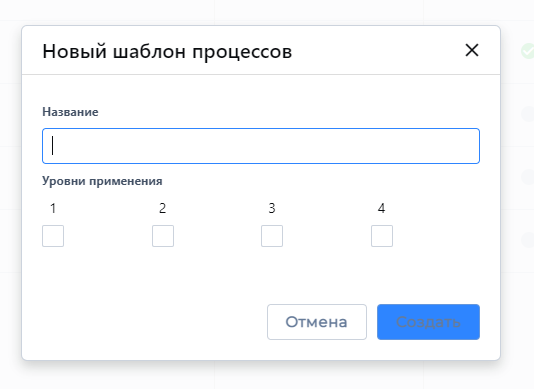 Новый шаблон процессов
Название
Уровни применения
1 2 3 4
Отмена Создать